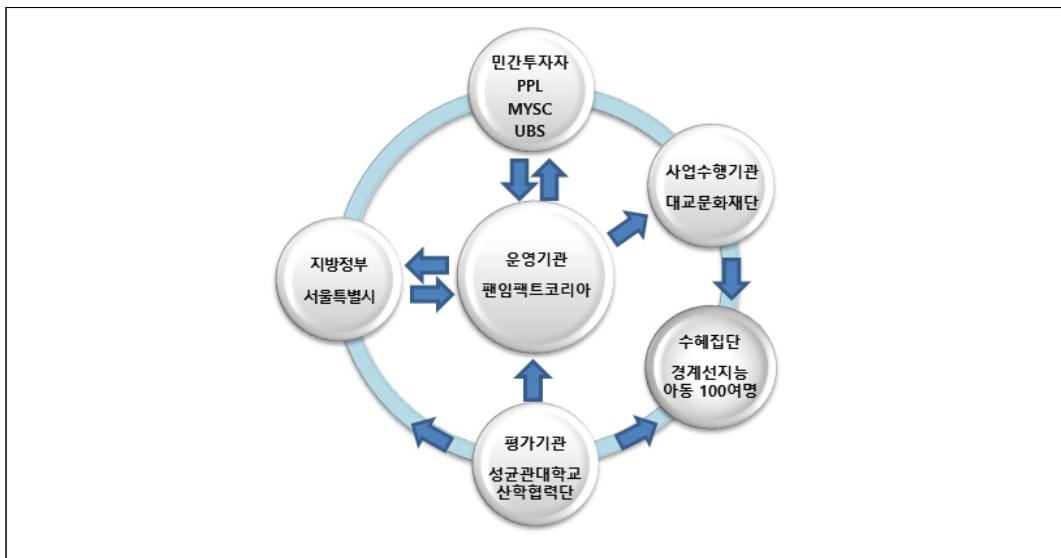 민간투자자
PPL
MYSC
UBS
사업수행기관
대교문화재단
지방정부
서울특별시
운영기관
팬임팩트코리아
수혜집단
경계선지능
아동 100여명
평가기관
성균관대학교
산학협력단